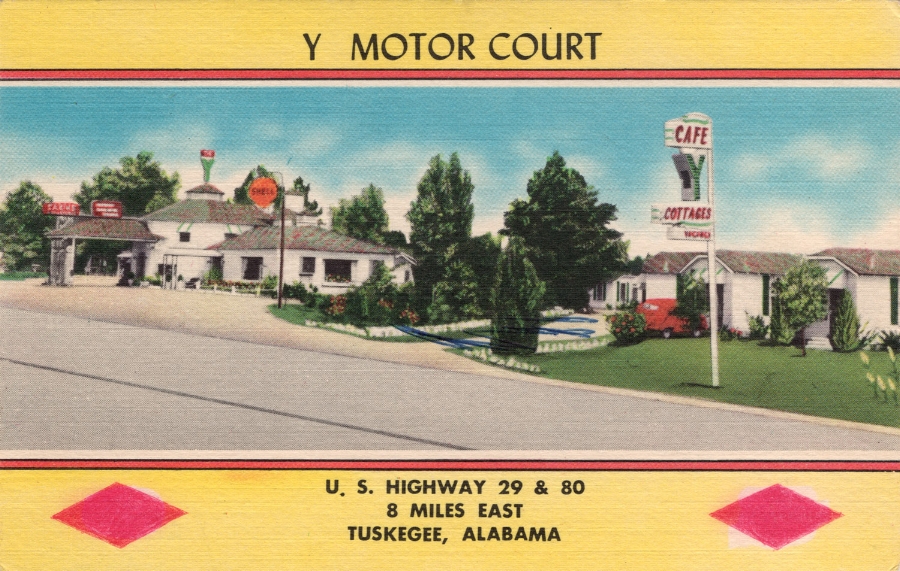 Y MOTOR COURT
CAFE
Y
COTTAGES
SHELL
U. S. HIGHWAY 29 & 80
8 MILES EAST
TUSKEGEE, ALABAMA